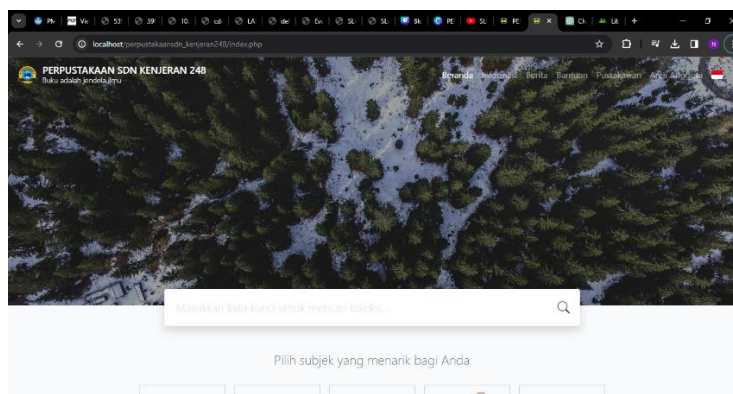 localhost/perpustakaansdn_kenjeran248/index.php
PERPUSTAKAAN SDN KENJERAN 248
Buku adalah jendela ilmu
Beranda Informasi Berita Bantuan Pustakawan Area Anggota
Masukkan kata kunci untuk mencari koleksi...
Pilih subjek yang menarik bagi Anda